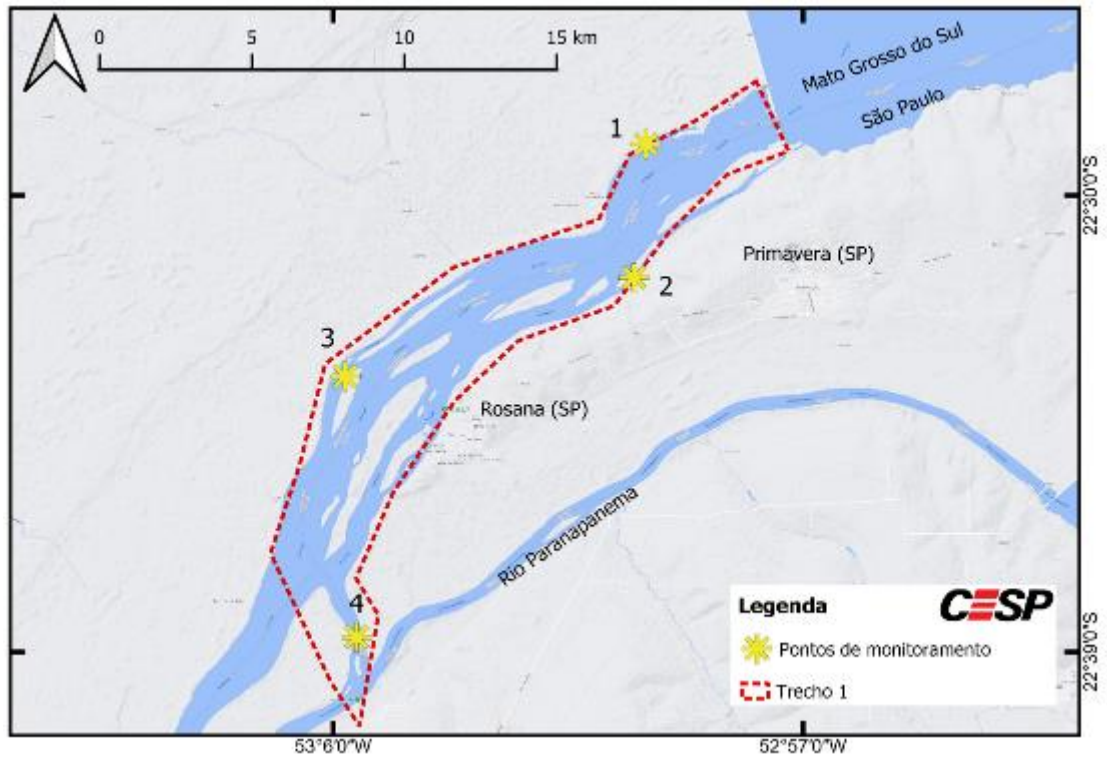 0 5 10 15 km
Mato Grosso do Sul
São Paulo
1
22°30'0"S
Primavera (SP)
2
3
Rosana (SP)
Rio Paranapanema
4
Legenda
CESP
Pontos de monitoramento
Trecho 1
22°39'0"S
53°6'0"W 52°57'0"W